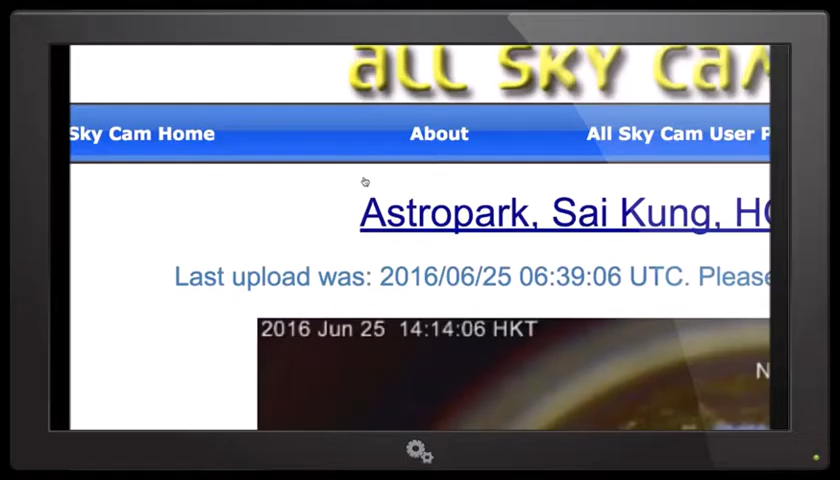 ALL SKY CAM
Sky Cam Home About All Sky Cam User P
Astropark, Sai Kung, H
Last upload was: 2016/06/25 06:39:06 UTC. Please
2016 Jun 25 14:14:06 HKT
N